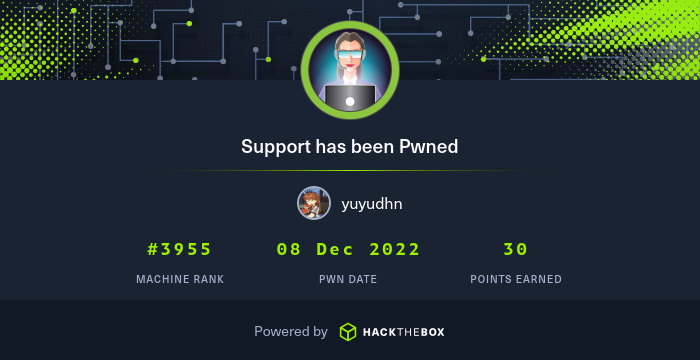 Support has been Pwned
yuyudhn
#3955 08 Dec 2022 30
MACHINE RANK PWN DATE POINTS EARNED
Powered by HACKTHEBOX